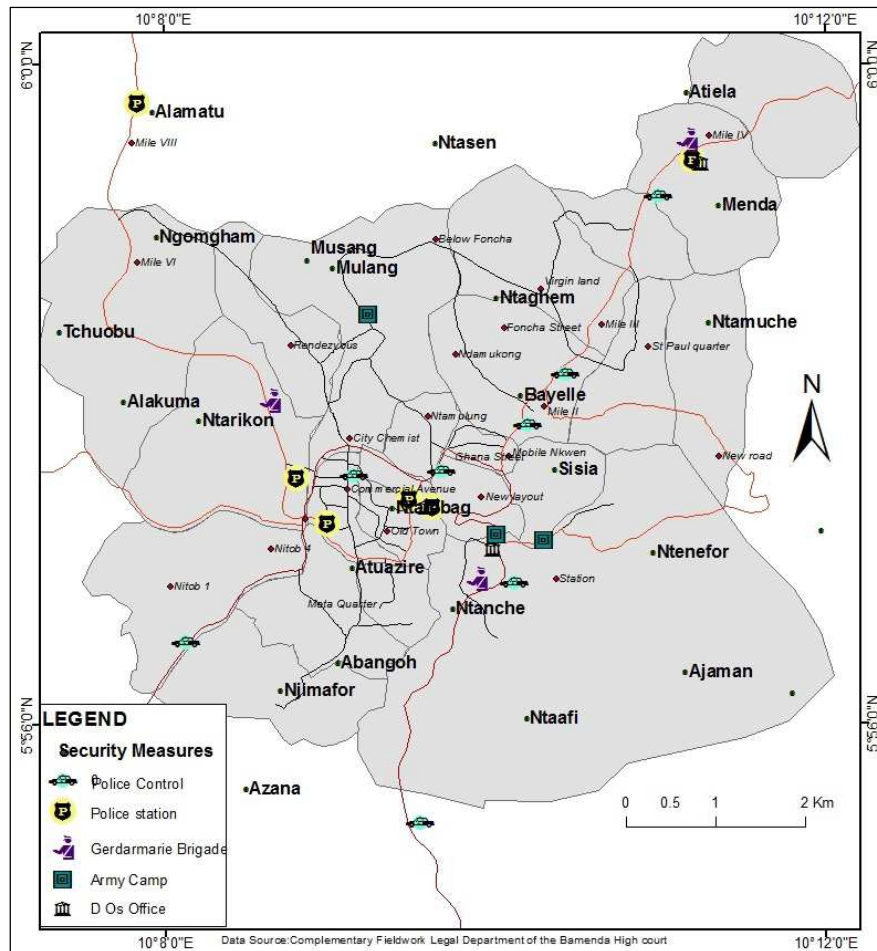 10°8'0"E
10°12'0"E
6°0'0"N
6°0'0"N
Atiela
Alamatu
Mile IV
Mile VIII
Ntasen
P
Menda
Ngomgham
Below Foncha
Musang
Mulang
Mile VI
Virgin land
Ntaghem
Tchuobu
Foncha Street
Mile III
Ntamuche
Rendezvous
Ndamukong
St Paul quarter
N
Alakuma
Bayelle
Ntarikon
Mile II
Ntamulung
City Chemist
Ghana Street
Mobile Nkwen
New road
Sisia
Commercial Avenue
New layout
Old Town
Nitob 4
Ntenefor
Atuazire
Nitob 1
Station
Meta Quarter
Ntanche
Abangoh
Ajaman
Njimafor
Ntaafi
5°56'0"N
5°56'0"N
LEGEND
Security Measures
Police Control
Police station
Gerdarmarie Brigade
Army Camp
D Os Office
Azana
0 0.5 1 2 Km
10°8'0"E
10°12'0"E
Data Source:Complementary Fieldwork Legal Department of the Bamenda High court